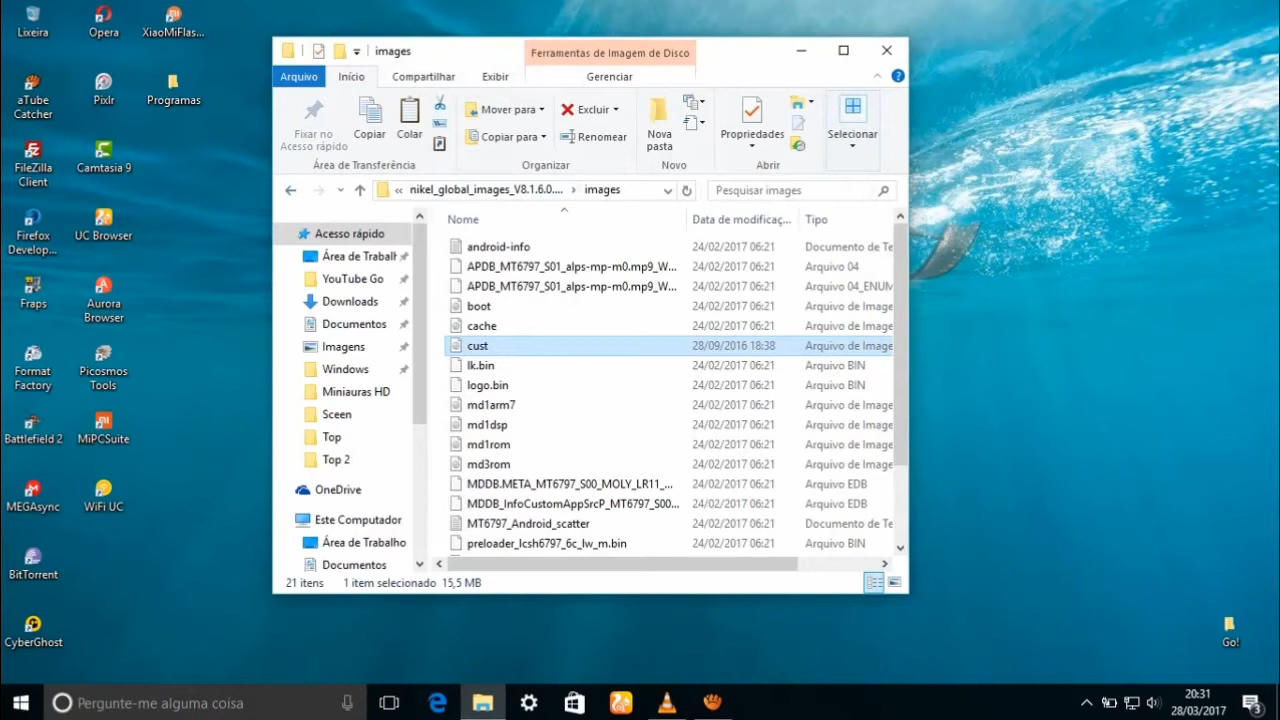 Lixeira
Opera
XiaoMiFlas...
aTube
Catcher
Pixlr
Programas
FileZilla
Client
Camtasia 9
Firefox
Develop...
UC Browser
Fraps
Aurora
Browser
Format
Factory
Picosmos
Tools
Battlefield 2
MiPCSuite
MEGAsync
WiFi UC
BitTorrent
CyberGhost
Go!
images
Ferramentas de Imagem de Disco
Arquivo
Início
Compartilhar
Exibir
Gerenciar
Fixar no
Acesso rápido
Copiar
Colar
Área de Transferência
Mover para
Copiar para
Excluir
Renomear
Organizar
Nova
pasta
Novo
Propriedades
Abrir
Selecionar
« nikel_global_images_V8.1.6.0.... › images
Pesquisar images
Acesso rápido
Área de Trabalh
YouTube Go
Downloads
Documentos
Imagens
Windows
Miniauras HD
Sceen
Top
Top 2
OneDrive
Este Computador
Área de Trabalho
Documentos
Nome Data de modificaç... Tipo
android-info 24/02/2017 06:21 Documento de Te
APDB_MT6797_S01_alps-mp-m0.mp9_W... 24/02/2017 06:21 Arquivo 04
APDB_MT6797_S01_alps-mp-m0.mp9_W... 24/02/2017 06:21 Arquivo 04_ENUM
boot 24/02/2017 06:21 Arquivo de Image
cache 24/02/2017 06:21 Arquivo de Image
cust 28/09/2016 18:38 Arquivo de Image
lk.bin 24/02/2017 06:21 Arquivo BIN
logo.bin 24/02/2017 06:21 Arquivo BIN
md1arm7 24/02/2017 06:21 Arquivo de Image
md1dsp 24/02/2017 06:21 Arquivo de Image
md1rom 24/02/2017 06:21 Arquivo de Image
md3rom 24/02/2017 06:21 Arquivo de Image
MDDB.META_MT6797_S00_MOLY_LR11_... 24/02/2017 06:21 Arquivo EDB
MDDB_InfoCustomAppSrcP_MT6797_S00... 24/02/2017 06:21 Arquivo EDB
MT6797_Android_scatter 24/02/2017 06:21 Documento de Te
preloader_lcsh6797_6c_lw_m.bin 24/02/2017 06:21 Arquivo BIN
21 itens 1 item selecionado 15,5 MB
Pergunte-me alguma coisa
20:31
28/03/2017
3